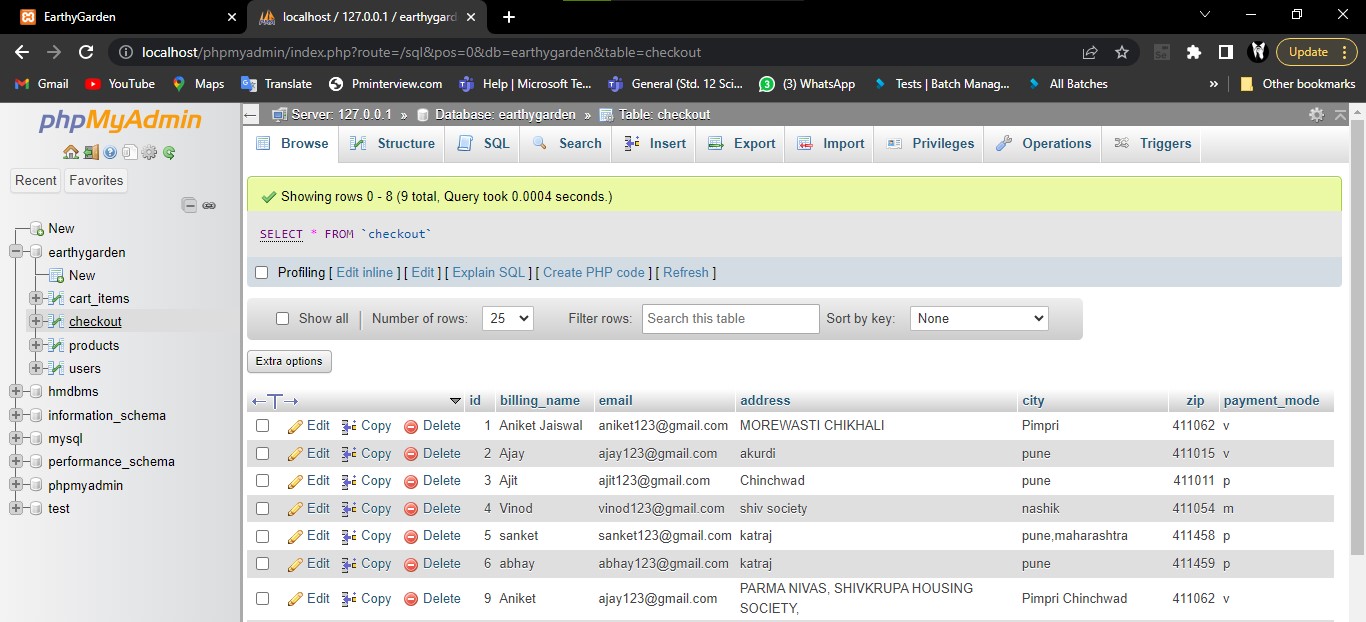 EarthyGarden
localhost / 127.0.0.1 / earthygard
localhost/phpmyadmin/index.php?route=/sql&pos=0&db=earthygarden&table=checkout
Update
Gmail YouTube Maps Translate Pminterview.com Help | Microsoft Te... General (Std. 12 Sci... (3) WhatsApp Tests | Batch Manag... All Batches » Other bookmarks
phpMyAdmin
Recent Favorites
New
earthygarden
New
cart_items
checkout
products
users
hmdbms
information_schema
mysql
performance_schema
phpmyadmin
test
Server: 127.0.0.1 » Database: earthygarden » Table: checkout
Browse Structure SQL Search Insert Export Import Privileges Operations Triggers
Showing rows 0 - 8 (9 total, Query took 0.0004 seconds.)
SELECT * FROM `checkout`
Profiling [ Edit inline ] [ Edit ] [ Explain SQL ] [ Create PHP code ] [ Refresh ]
Show all | Number of rows: 25 Filter rows: Search this table Sort by key: None
Extra options
←T→ id billing_name email address city zip payment_mode
Edit Copy Delete 1 Aniket Jaiswal aniket123@gmail.com MOREWASTI CHIKHALI Pimpri 411062 v
Edit Copy Delete 2 Ajay ajay123@gmail.com akurdi pune 411015 v
Edit Copy Delete 3 Ajit ajit123@gmail.com Chinchwad pune 411011 p
Edit Copy Delete 4 Vinod vinod123@gmail.com shiv society nashik 411054 m
Edit Copy Delete 5 sanket sanket123@gmail.com katraj pune,maharashtra 411458 p
Edit Copy Delete 6 abhay abhay123@gmail.com katraj pune 411459 p
Edit Copy Delete 9 Aniket ajay123@gmail.com PARMA NIVAS, SHIVKRUPA HOUSING SOCIETY, Pimpri Chinchwad 411062 v